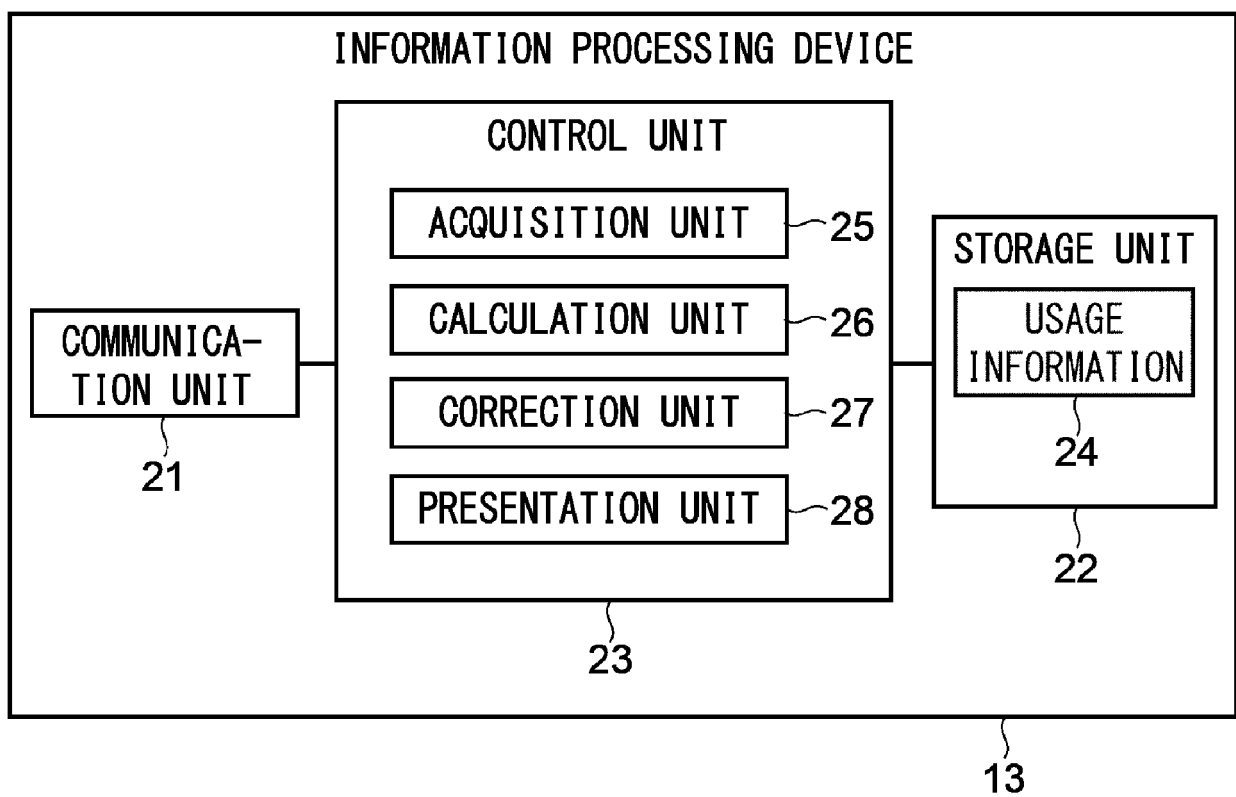 INFORMATION PROCESSING DEVICE
CONTROL UNIT
ACQUISITION UNIT
25
CALCULATION UNIT
26
CORRECTION UNIT
27
PRESENTATION UNIT
28
23
COMMUNICA-
TION UNIT
21
STORAGE UNIT
USAGE
INFORMATION
24
22
13